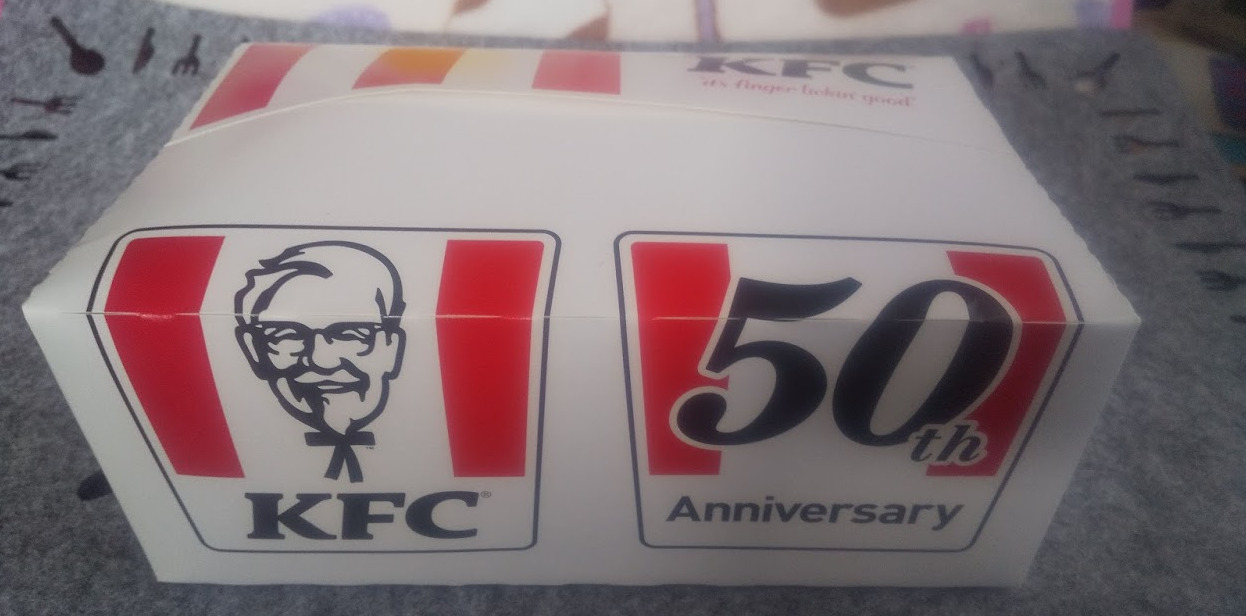 KFC
it's finger lickin' good
KFC®
50th
Anniversary